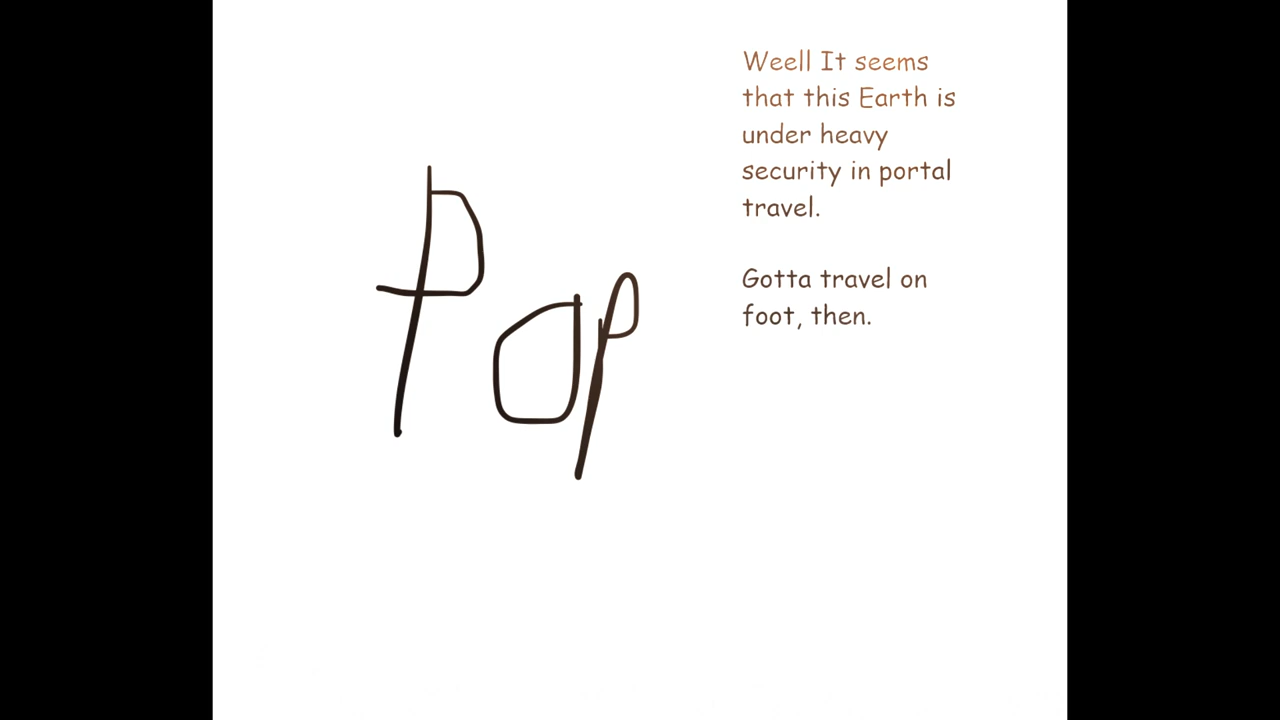 Pop
Weell It seems
that this Earth is
under heavy
security in portal
travel.
Gotta travel on
foot, then.